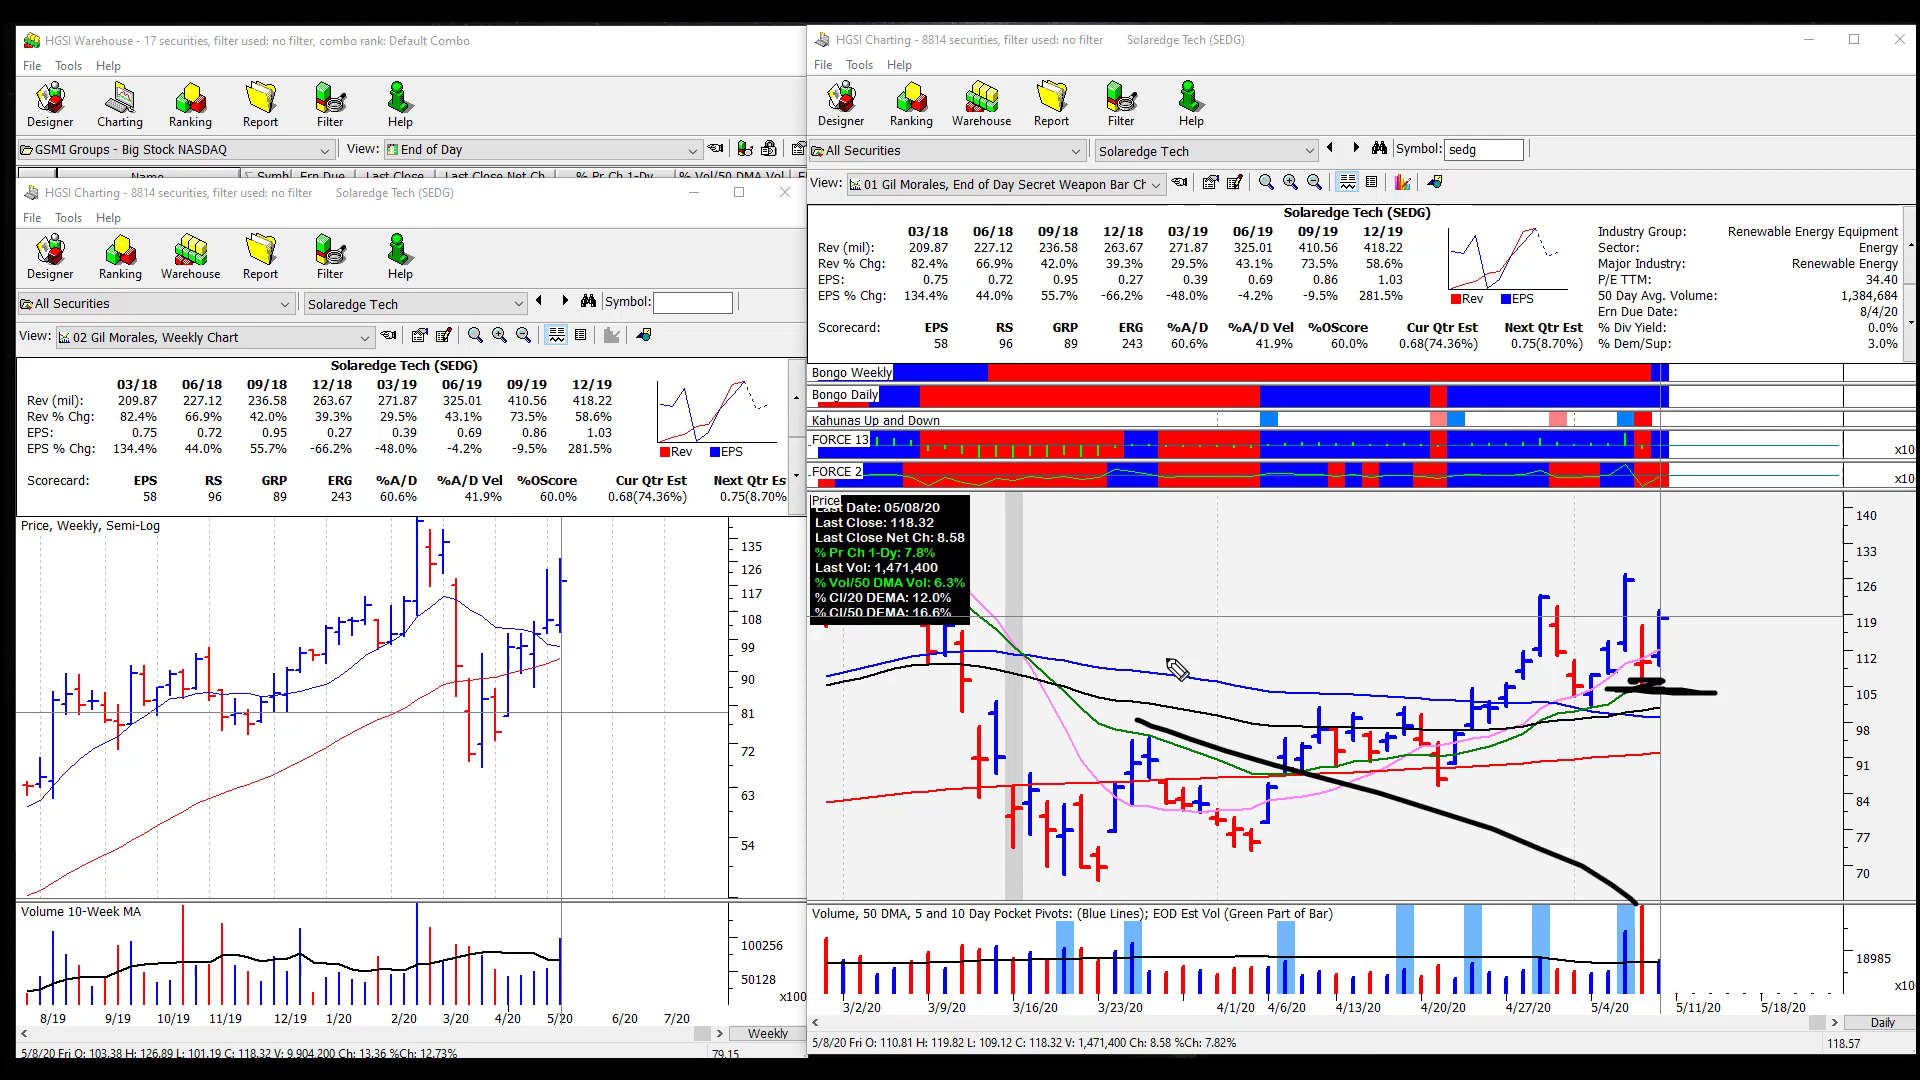 HGSI Warehouse - 17 securities, filter used: no filter, combo rank: Default Combo
File Tools Help
Designer Charting Ranking Report Filter Help
GSMI Groups - Big Stock NASDAQ View: End of Day
HGSI Charting - 8814 securities, filter used: no filter Solaredge Tech (SEDG)
File Tools Help
Designer Ranking Warehouse Report Filter Help
All Securities Solaredge Tech Symbol:
View: 02 Gil Morales, Weekly Chart
Solaredge Tech (SEDG)
03/18 06/18 09/18 12/18 03/19 06/19 09/19 12/19
Rev (mil): 209.87 227.12 236.58 263.67 271.87 325.01 410.56 418.22
Rev % Chg: 82.4% 66.9% 42.0% 39.3% 29.5% 43.1% 73.5% 58.6%
EPS: 0.75 0.72 0.95 0.27 0.39 0.69 0.86 1.03
EPS % Chg: 134.4% 44.0% 55.7% -66.2% -48.0% -4.2% -9.5% 281.5%
Rev EPS
Scorecard: EPS RS GRP ERG %A/D %A/D Vel %OScore Cur Qtr Est Next Qtr Es
58 96 89 243 60.6% 41.9% 60.0% 0.68(74.36%) 0.75(8.70%
Price, Weekly, Semi-Log
135
126
117
108
99
90
81
72
63
54
Volume 10-Week MA
100256
50128
x100
8/19 9/19 10/19 11/19 12/19 1/20 2/20 3/20 4/20 5/20 6/20 7/20
Weekly
5/8/20 Fri O: 103.38 H: 126.89 L: 101.19 C: 118.32 V: 9,904,200 Ch: 13.36 %Ch: 12.73%
79.15
HGSI Charting - 8814 securities, filter used: no filter Solaredge Tech (SEDG)
File Tools Help
Designer Ranking Warehouse Report Filter Help
All Securities Solaredge Tech Symbol: sedg
View: 01 Gil Morales, End of Day Secret Weapon Bar Ch
Solaredge Tech (SEDG)
03/18 06/18 09/18 12/18 03/19 06/19 09/19 12/19
Rev (mil): 209.87 227.12 236.58 263.67 271.87 325.01 410.56 418.22
Rev % Chg: 82.4% 66.9% 42.0% 39.3% 29.5% 43.1% 73.5% 58.6%
EPS: 0.75 0.72 0.95 0.27 0.39 0.69 0.86 1.03
EPS % Chg: 134.4% 44.0% 55.7% -66.2% -48.0% -4.2% -9.5% 281.5%
Rev EPS
Scorecard: EPS RS GRP ERG %A/D %A/D Vel %OScore Cur Qtr Est Next Qtr Est
58 96 89 243 60.6% 41.9% 60.0% 0.68(74.36%) 0.75(8.70%)
Industry Group: Renewable Energy Equipment
Sector: Energy
Major Industry: Renewable Energy
P/E TTM: 34.40
50 Day Avg. Volume: 1,384,684
Ern Due Date: 8/4/20
% Div Yield: 0.0%
% Dem/Sup: 3.0%
Bongo Weekly
Bongo Daily
Kahunas Up and Down
FORCE 13
x10
FORCE 2
x10
Price
Last Date: 05/08/20
Last Close: 118.32
Last Close Net Ch: 8.58
% Pr Ch 1-Dy: 7.8%
Last Vol: 1,471,400
% Vol/50 DMA Vol: 6.3%
% Cl/20 DEMA: 12.0%
% Cl/50 DEMA: 16.6%
140
133
126
119
112
105
98
91
84
77
70
Volume, 50 DMA, 5 and 10 Day Pocket Pivots: (Blue Lines); EOD Est Vol (Green Part of Bar)
18985
x10
3/2/20 3/9/20 3/16/20 3/23/20 4/1/20 4/6/20 4/13/20 4/20/20 4/27/20 5/4/20 5/11/20 5/18/20
Daily
5/8/20 Fri O: 110.81 H: 119.82 L: 109.12 C: 118.32 V: 1,471,400 Ch: 8.58 %Ch: 7.82%
118.57